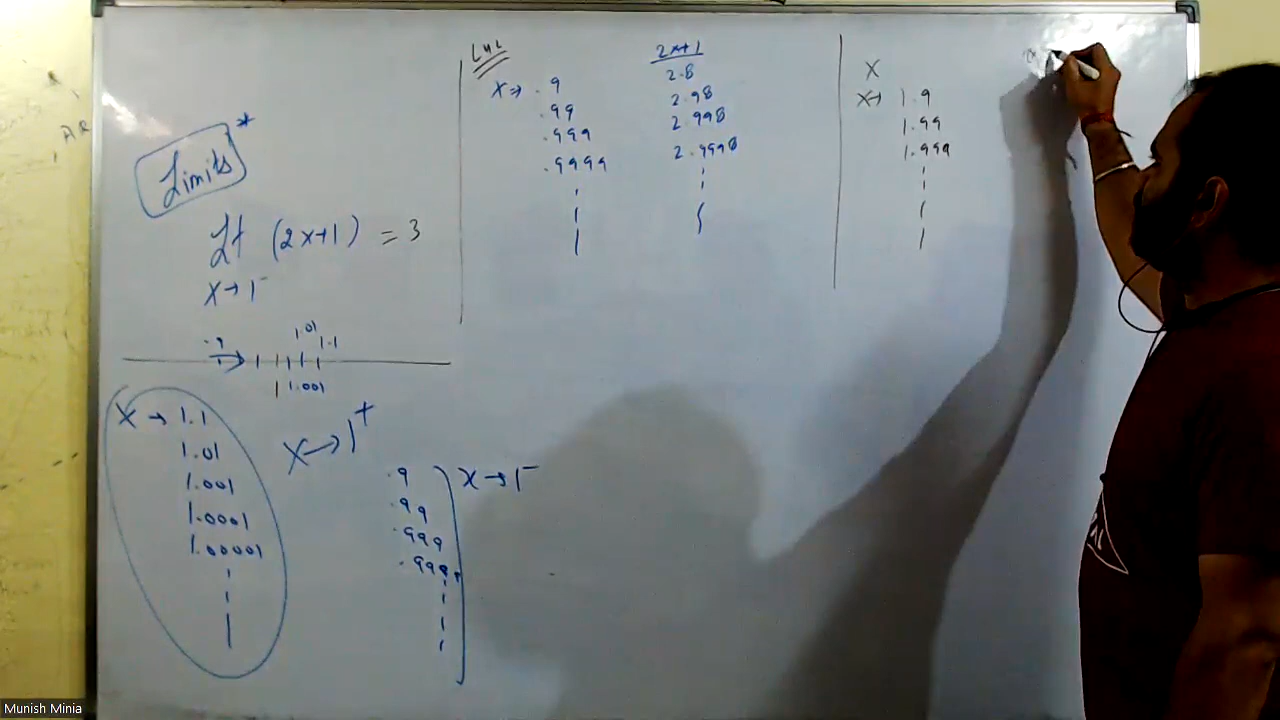 Limits *
Lt (2x+1) = 3
x→1⁻
.9 1.01 1.1
1 1.001
x → 1.1
1.01
1.001
1.0001
1.00001
x→1⁺
.9
.99
.999
.9999
x→1⁻
LHL
x→ .9
.99
.999
.9999
2x+1
2.8
2.98
2.998
2.9998
x
x→ 1.9
1.99
1.999
Munish Minia